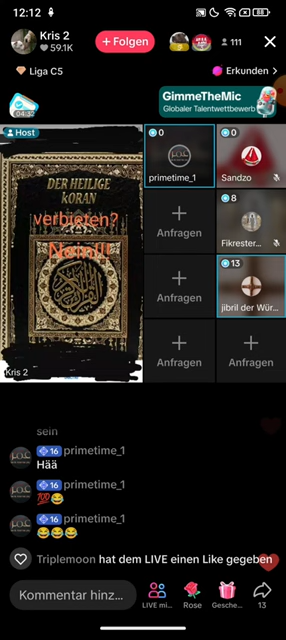 12:12
88
Kris 2
59.1K
+ Folgen
111
Liga C5
Erkunden >
04:32
GimmeTheMic
Globaler Talentwettbewerb
Host
0
0
DER HEILIGE
KORAN
verbieten?
Nein!!!
primetime_1
Sandzo
8
Anfragen
Fikrester...
13
Anfragen
jibril der Wür...
Anfragen
Anfragen
Kris 2
sein
16 primetime_1
Hää
16 primetime_1
💯😂
16 primetime_1
😂😂😂
Triplemoon hat dem LIVE einen Like gegeben
Kommentar hinz...
LIVE mi...
Rose
Gesche...
13